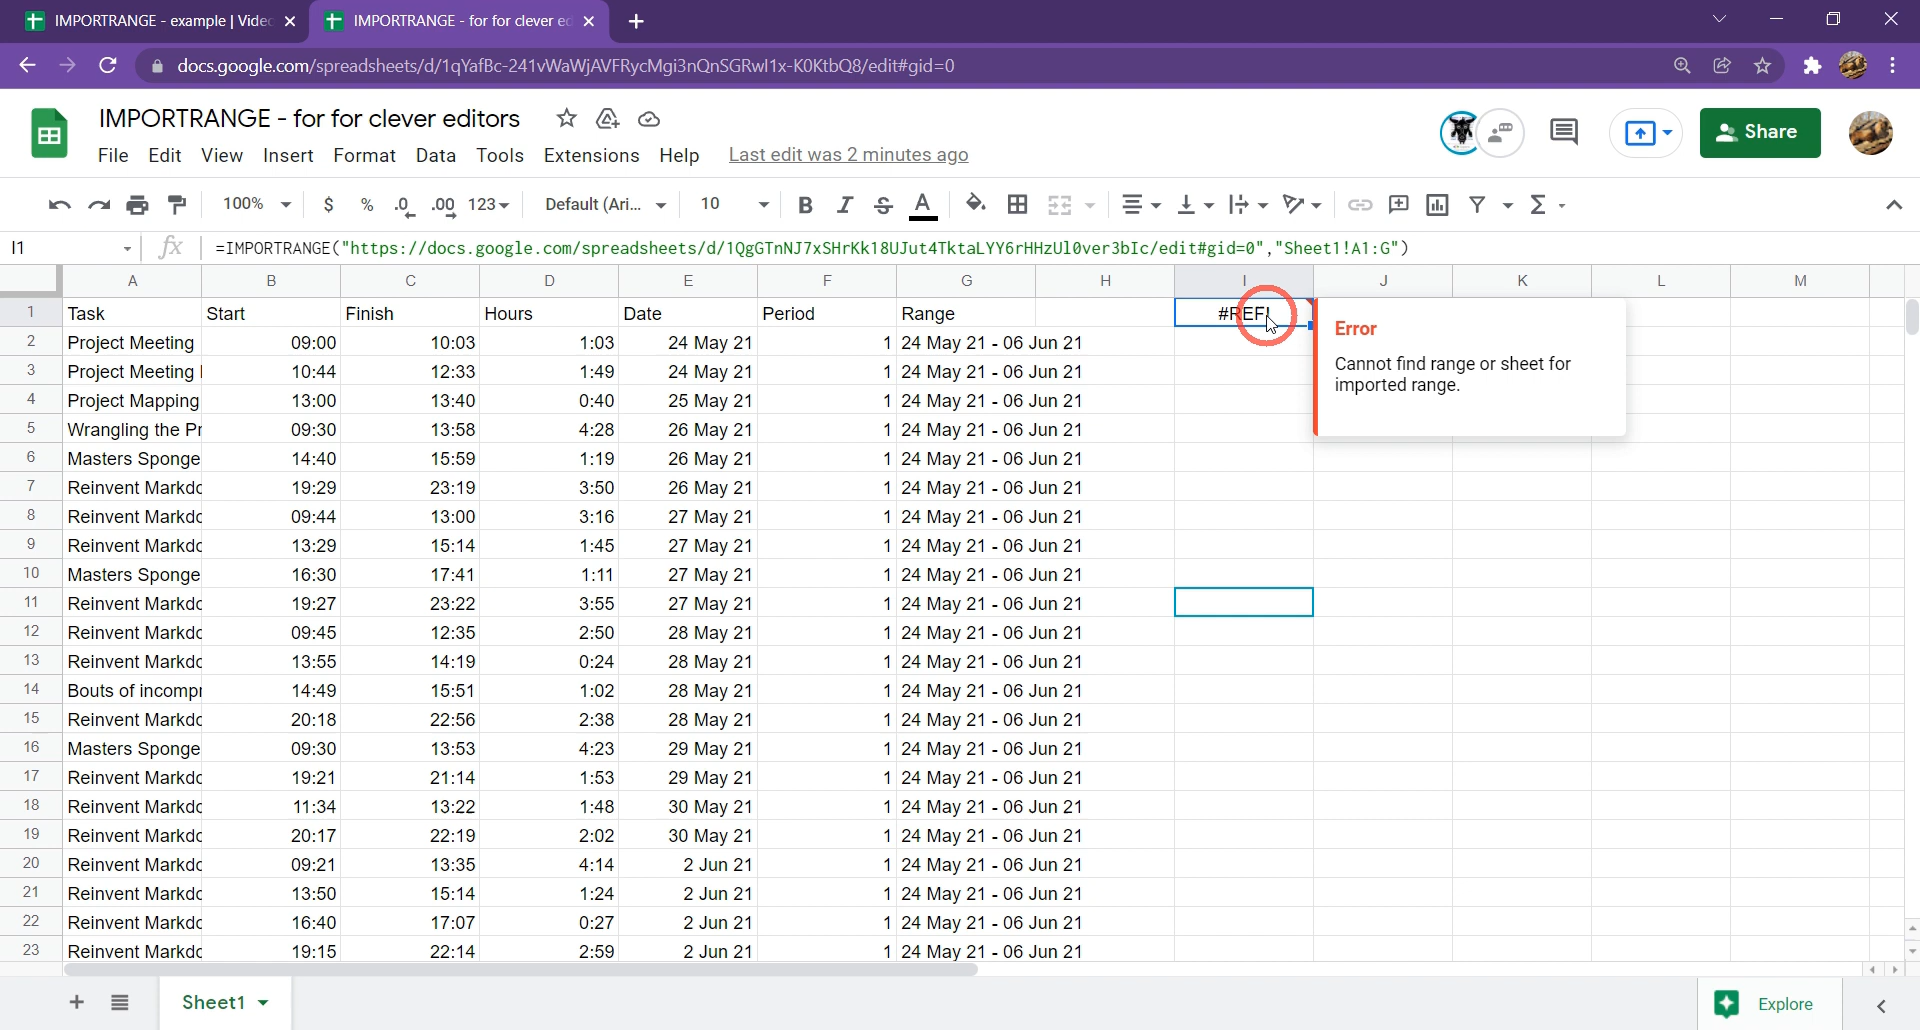 IMPORTRANGE - example | Vide
IMPORTRANGE - for for clever ed
docs.google.com/spreadsheets/d/1qYafBc-241vWaWjAVFRycMgi3nQnSGRwl1x-K0KtbQ8/edit#gid=0
IMPORTRANGE - for for clever editors
Share
File Edit View Insert Format Data Tools Extensions Help Last edit was 2 minutes ago
100% $ % .0 .00 123 Default (Ari... 10 B I S A
I1 fx =IMPORTRANGE("https://docs.google.com/spreadsheets/d/1QgGTnNJ7xSHrKk18UJut4TktaLYY6rHHzUl0ver3bIc/edit#gid=0","Sheet1!A1:G")
A B C D E F G H I J K L M
1 Task Start Finish Hours Date Period Range #REF!
2 Project Meeting 09:00 10:03 1:03 24 May 21 1 24 May 21 - 06 Jun 21
3 Project Meeting 10:44 12:33 1:49 24 May 21 1 24 May 21 - 06 Jun 21
4 Project Mapping 13:00 13:40 0:40 25 May 21 1 24 May 21 - 06 Jun 21
5 Wrangling the Pr 09:30 13:58 4:28 26 May 21 1 24 May 21 - 06 Jun 21
6 Masters Sponge 14:40 15:59 1:19 26 May 21 1 24 May 21 - 06 Jun 21
7 Reinvent Markdo 19:29 23:19 3:50 26 May 21 1 24 May 21 - 06 Jun 21
8 Reinvent Markdo 09:44 13:00 3:16 27 May 21 1 24 May 21 - 06 Jun 21
9 Reinvent Markdo 13:29 15:14 1:45 27 May 21 1 24 May 21 - 06 Jun 21
10 Masters Sponge 16:30 17:41 1:11 27 May 21 1 24 May 21 - 06 Jun 21
11 Reinvent Markdo 19:27 23:22 3:55 27 May 21 1 24 May 21 - 06 Jun 21
12 Reinvent Markdo 09:45 12:35 2:50 28 May 21 1 24 May 21 - 06 Jun 21
13 Reinvent Markdo 13:55 14:19 0:24 28 May 21 1 24 May 21 - 06 Jun 21
14 Bouts of incompr 14:49 15:51 1:02 28 May 21 1 24 May 21 - 06 Jun 21
15 Reinvent Markdo 20:18 22:56 2:38 28 May 21 1 24 May 21 - 06 Jun 21
16 Masters Sponge 09:30 13:53 4:23 29 May 21 1 24 May 21 - 06 Jun 21
17 Reinvent Markdo 19:21 21:14 1:53 29 May 21 1 24 May 21 - 06 Jun 21
18 Reinvent Markdo 11:34 13:22 1:48 30 May 21 1 24 May 21 - 06 Jun 21
19 Reinvent Markdo 20:17 22:19 2:02 30 May 21 1 24 May 21 - 06 Jun 21
20 Reinvent Markdo 09:21 13:35 4:14 2 Jun 21 1 24 May 21 - 06 Jun 21
21 Reinvent Markdo 13:50 15:14 1:24 2 Jun 21 1 24 May 21 - 06 Jun 21
22 Reinvent Markdo 16:40 17:07 0:27 2 Jun 21 1 24 May 21 - 06 Jun 21
23 Reinvent Markdo 19:15 22:14 2:59 2 Jun 21 1 24 May 21 - 06 Jun 21
Error
Cannot find range or sheet for
imported range.
Sheet1
Explore